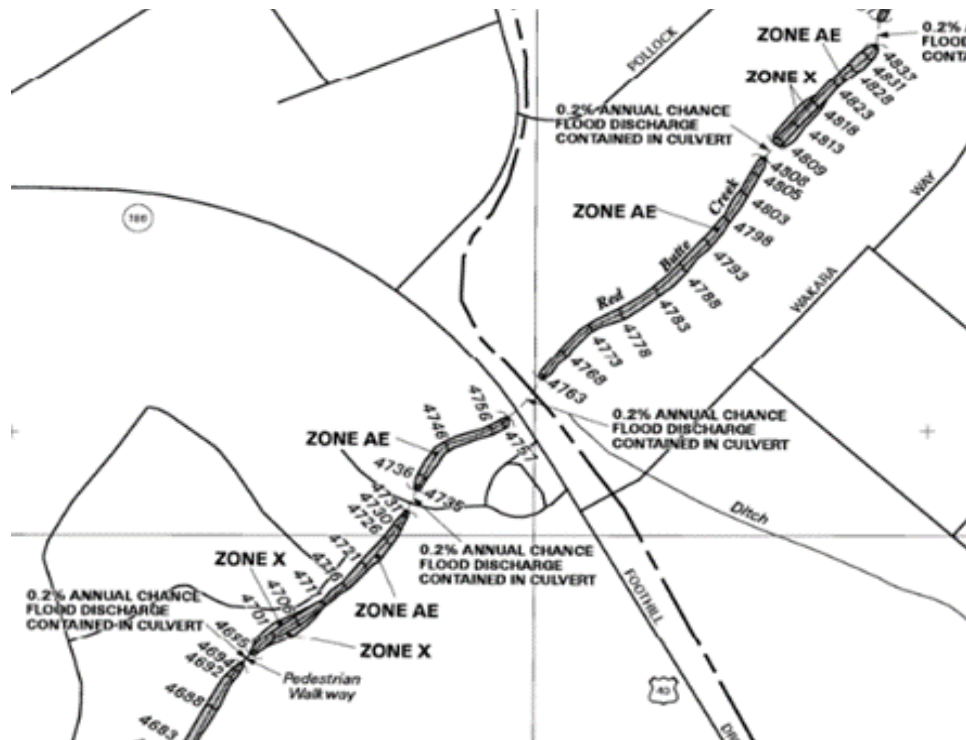 POLLOCK
ZONE AE
0.2%
FLOOD
ZONE X
4833
4831
4828
4823
4818
4813
4809
4808
4805
4803
4798
4793
4788
4783
4778
4773
4768
4763
0.2% ANNUAL CHANCE
FLOOD DISCHARGE
CONTAINED IN CULVERT
ZONE AE
Red Butte Creek
WAKARA WAY
186
0.2% ANNUAL CHANCE
FLOOD DISCHARGE
CONTAINED IN CULVERT
Ditch
4757
4756
4746
ZONE AE
4736
4735
4731
4730
4726
4721
0.2% ANNUAL CHANCE
FLOOD DISCHARGE
CONTAINED IN CULVERT
ZONE X
4711
4706
4701
ZONE AE
ZONE X
0.2% ANNUAL CHANCE
FLOOD DISCHARGE
CONTAINED IN CULVERT
4695
4694
4692
Pedestrian
Walkway
4688
4683
FOOTHILL
40